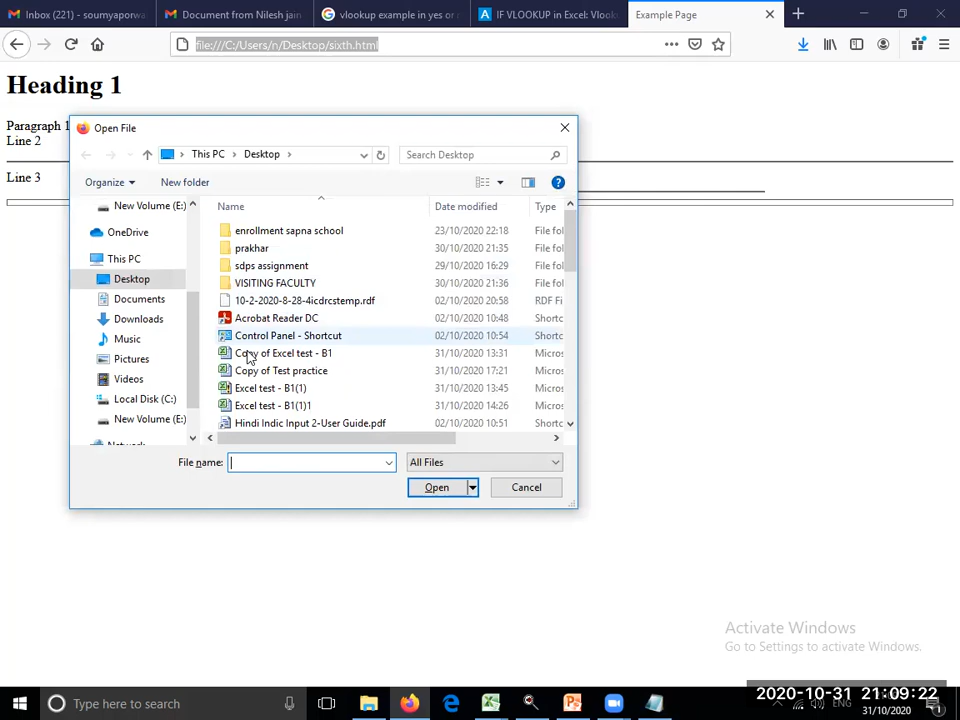 Inbox (221) - soumyaporwa
Document from Nilesh jain
vlookup example in yes or n
IF VLOOKUP in Excel: Vlooku
Example Page
file:///C:/Users/n/Desktop/sixth.html
Heading 1
Paragraph 1
Line 2
Line 3
Open File
This PC > Desktop >
Search Desktop
Organize
New folder
New Volume (E:)
OneDrive
This PC
Desktop
Documents
Downloads
Music
Pictures
Videos
Local Disk (C:)
New Volume (E:)
Network
Name Date modified Type
enrollment sapna school 23/10/2020 22:18 File fol
prakhar 30/10/2020 21:35 File fol
sdps assignment 29/10/2020 16:29 File fol
VISITING FACULTY 30/10/2020 21:36 File fol
10-2-2020-8-28-4icdrcstemp.rdf 02/10/2020 20:58 RDF Fi
Acrobat Reader DC 02/10/2020 10:48 Shortc
Control Panel - Shortcut 02/10/2020 10:54 Shortc
Copy of Excel test - B1 31/10/2020 13:31 Micros
Copy of Test practice 31/10/2020 17:21 Micros
Excel test - B1(1) 31/10/2020 13:45 Micros
Excel test - B1(1)1 31/10/2020 14:26 Micros
Hindi Indic Input 2-User Guide.pdf 02/10/2020 10:51 Shortc
File name:
All Files
Open
Cancel
Activate Windows
Go to Settings to activate Windows.
Type here to search
ENG
2020-10-31 21:09:22
31/10/2020